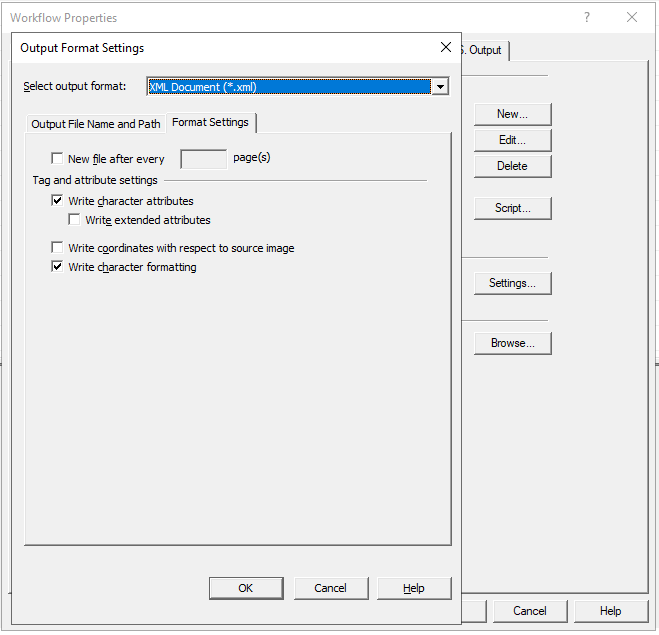 Workflow Properties
?
Output Format Settings
5. Output
Select output format:
XML Document (*.xml)
Output File Name and Path
Format Settings
New file after every
page(s)
Tag and attribute settings
Write character attributes
Write extended attributes
Write coordinates with respect to source image
Write character formatting
New...
Edit...
Delete
Script...
Settings...
Browse...
OK
Cancel
Help
Cancel
Help